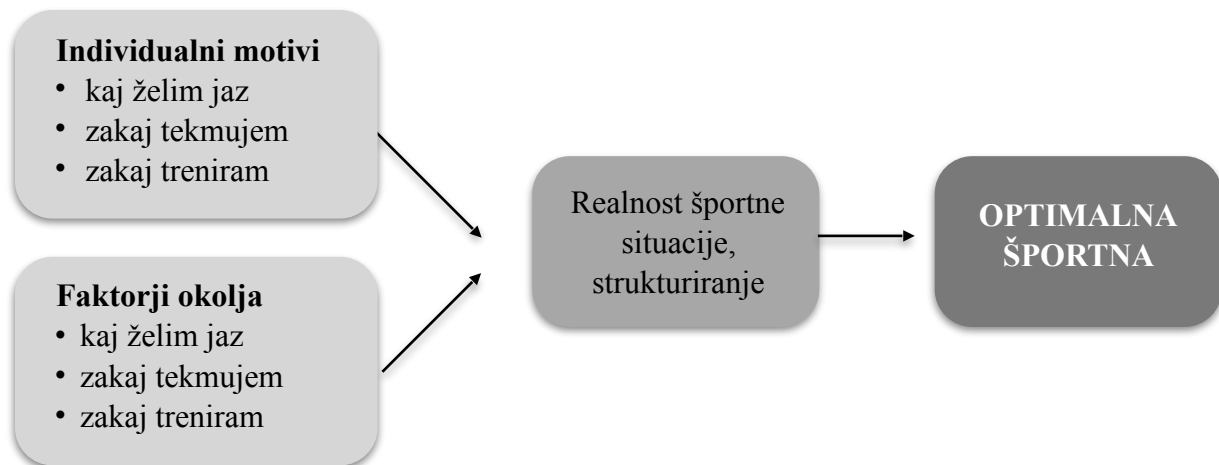 Individualni motivi
• kaj želim jaz
• zakaj tekmujem
• zakaj treniram
Faktorji okolja
• kaj želim jaz
• zakaj tekmujem
• zakaj treniram
Realnost športne
situacije,
strukturiranje
OPTIMALNA
ŠPORTNA